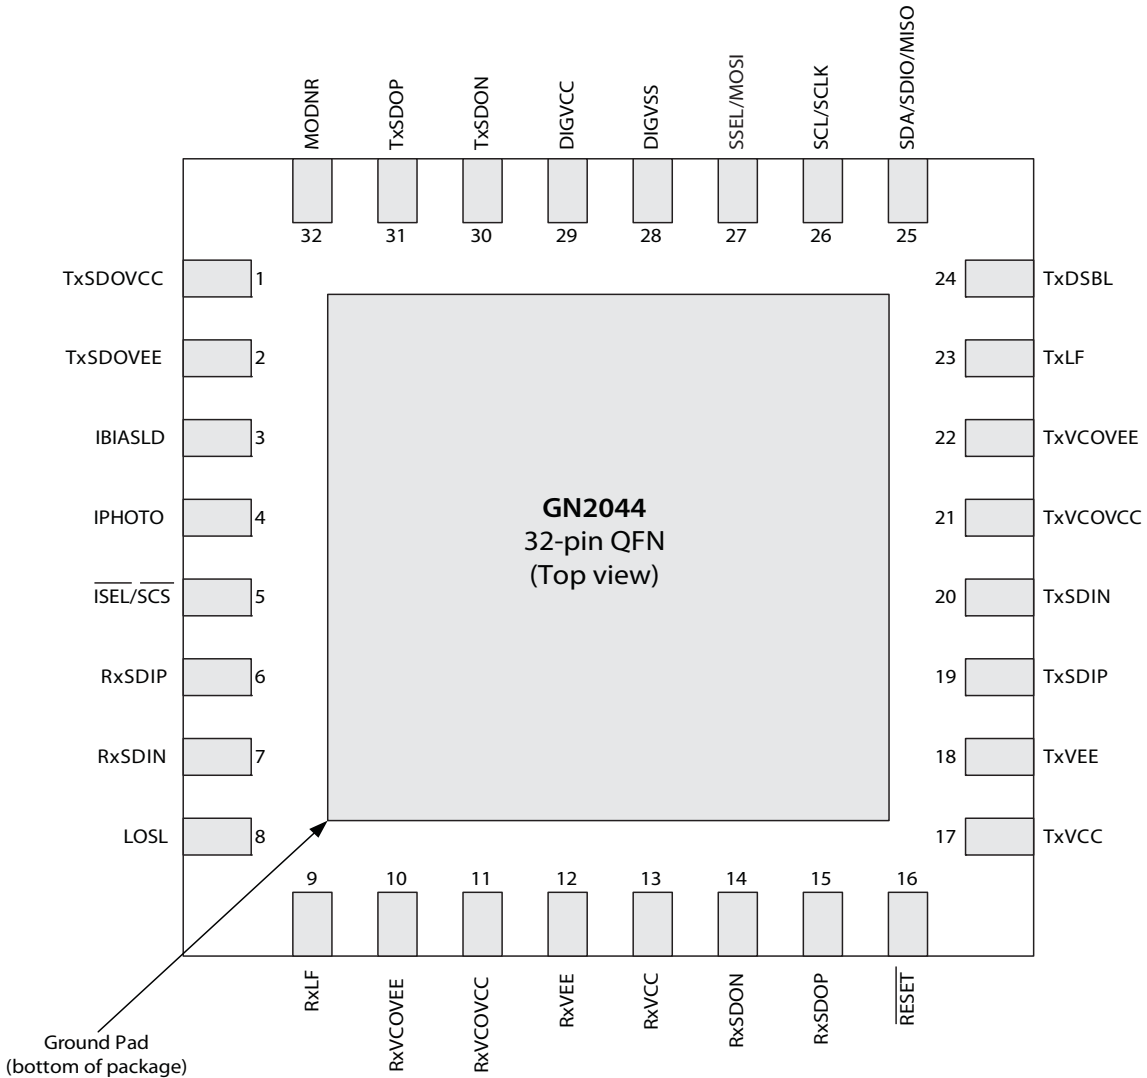 MODNR
TxSDOP
TxSDON
DIGVCC
DIGVSS
SSEL/MOSI
SCL/SCLK
SDA/SDIO/MISO
32
31
30
29
28
27
26
25
TxSDOVCC 1
24 TxDSBL
TxSDOVEE 2
23 TxLF
IBIASLD 3
22 TxVCOVEE
IPHOTO 4
21 TxVCOVCC
ISEL/SCS 5
20 TxSDIN
RxSDIP 6
19 TxSDIP
RxSDIN 7
18 TxVEE
LOSL 8
17 TxVCC
GN2044
32-pin QFN
(Top view)
9
10
11
12
13
14
15
16
RxLF
RxVCOVEE
RxVCOVCC
RxVEE
RxVCC
RxSDON
RxSDOP
RESET
Ground Pad
(bottom of package)